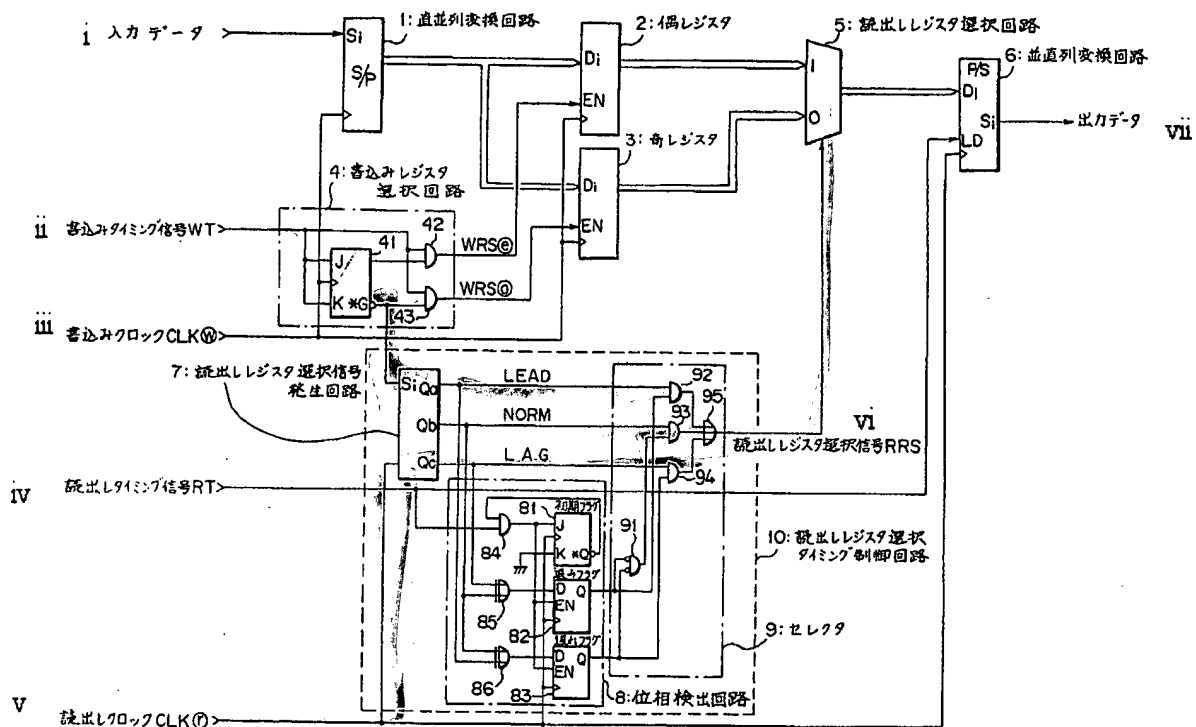 i 入力データ
1: 直並列変換回路
Si
S/P
2: 偶レジスタ
Di
EN
3: 奇レジスタ
Di
EN
5: 読出しレジスタ選択回路
1
0
6: 並直列変換回路
P/S
Di
Si
LD
出力データ vii
4: 書込みレジスタ
選択回路
ii 書込みタイミング信号WT
41
J
K *G
42
43
WRSⓔ
WRSⓞ
iii 書込みクロックCLKⓦ
7: 読出しレジスタ選択信号
発生回路
Si Qa
Qb
Qc
LEAD
NORM
L.A.G
92
93
94
95
vi
読出しレジスタ選択信号RRS
iv 読出しタイミング信号RT
81
初期フラグ
J
K *Q
84
91
進みフラグ
D Q
EN
85
82
遅れフラグ
D Q
EN
86
83
10: 読出しレジスタ選択
タイミング制御回路
9: セレクタ
8: 位相検出回路
v 読出しクロックCLKⓡ